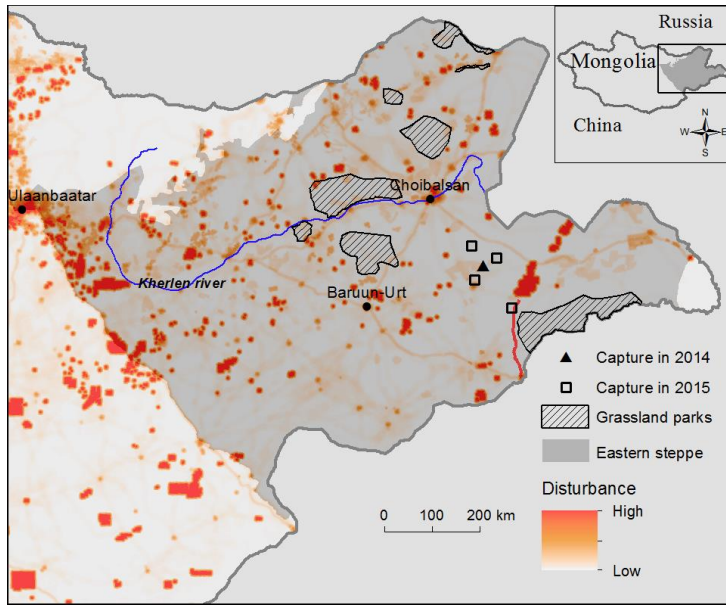 Russia
Mongolia
China
N
W E
S
Ulaanbaatar
Choibalsan
Kherlen river
Baruun-Urt
Capture in 2014
Capture in 2015
Grassland parks
Eastern steppe
Disturbance
High
Low
0 100 200 km